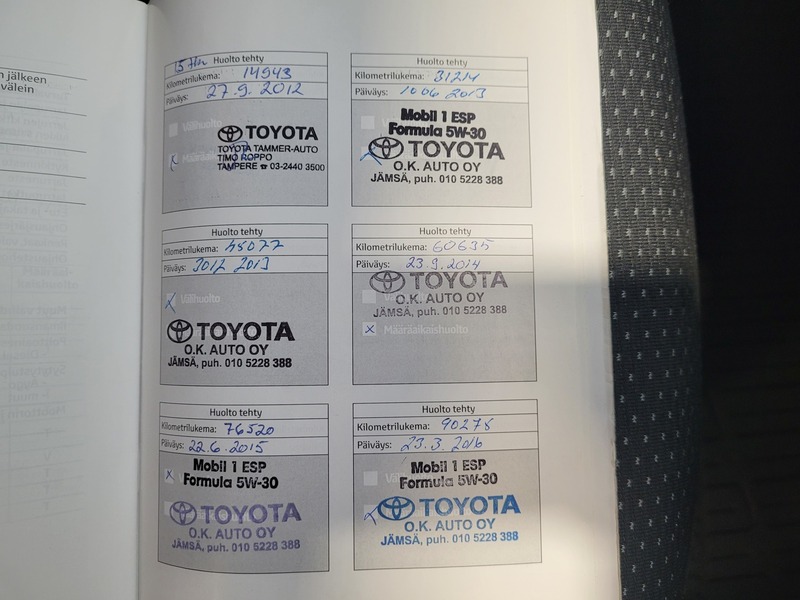 n jälkeen
välein
15 tkm Huolto tehty
Kilometrilukema: 14943
Päiväys: 27.9.2012
Välihuolto
TOYOTA
TOYOTA TAMMER-AUTO
TIMO ROPPO
TAMPERE ☎ 03-2440 3500
Huolto tehty
Kilometrilukema: 31214
Päiväys: 10 06 2013
Mobil 1 ESP
Formula 5W-30
TOYOTA
O.K. AUTO OY
JÄMSÄ, puh. 010 5228 388
Huolto tehty
Kilometrilukema: 45077
Päiväys: 3012 2013
Välihuolto
TOYOTA
O.K. AUTO OY
JÄMSÄ, puh. 010 5228 388
Huolto tehty
Kilometrilukema: 60635
Päiväys: 23.9.2014
TOYOTA
O.K. AUTO OY
JÄMSÄ, puh. 010 5228 388
Määräaikaishuolto
Huolto tehty
Kilometrilukema: 76520
Päiväys: 22.6.2015
Mobil 1 ESP
Formula 5W-30
TOYOTA
O.K. AUTO OY
JÄMSÄ, puh. 010 5228 388
Huolto tehty
Kilometrilukema: 90275
Päiväys: 23.3.2016
Mobil 1 ESP
Formula 5W-30
TOYOTA
O.K. AUTO OY
JÄMSÄ, puh. 010 5228 388